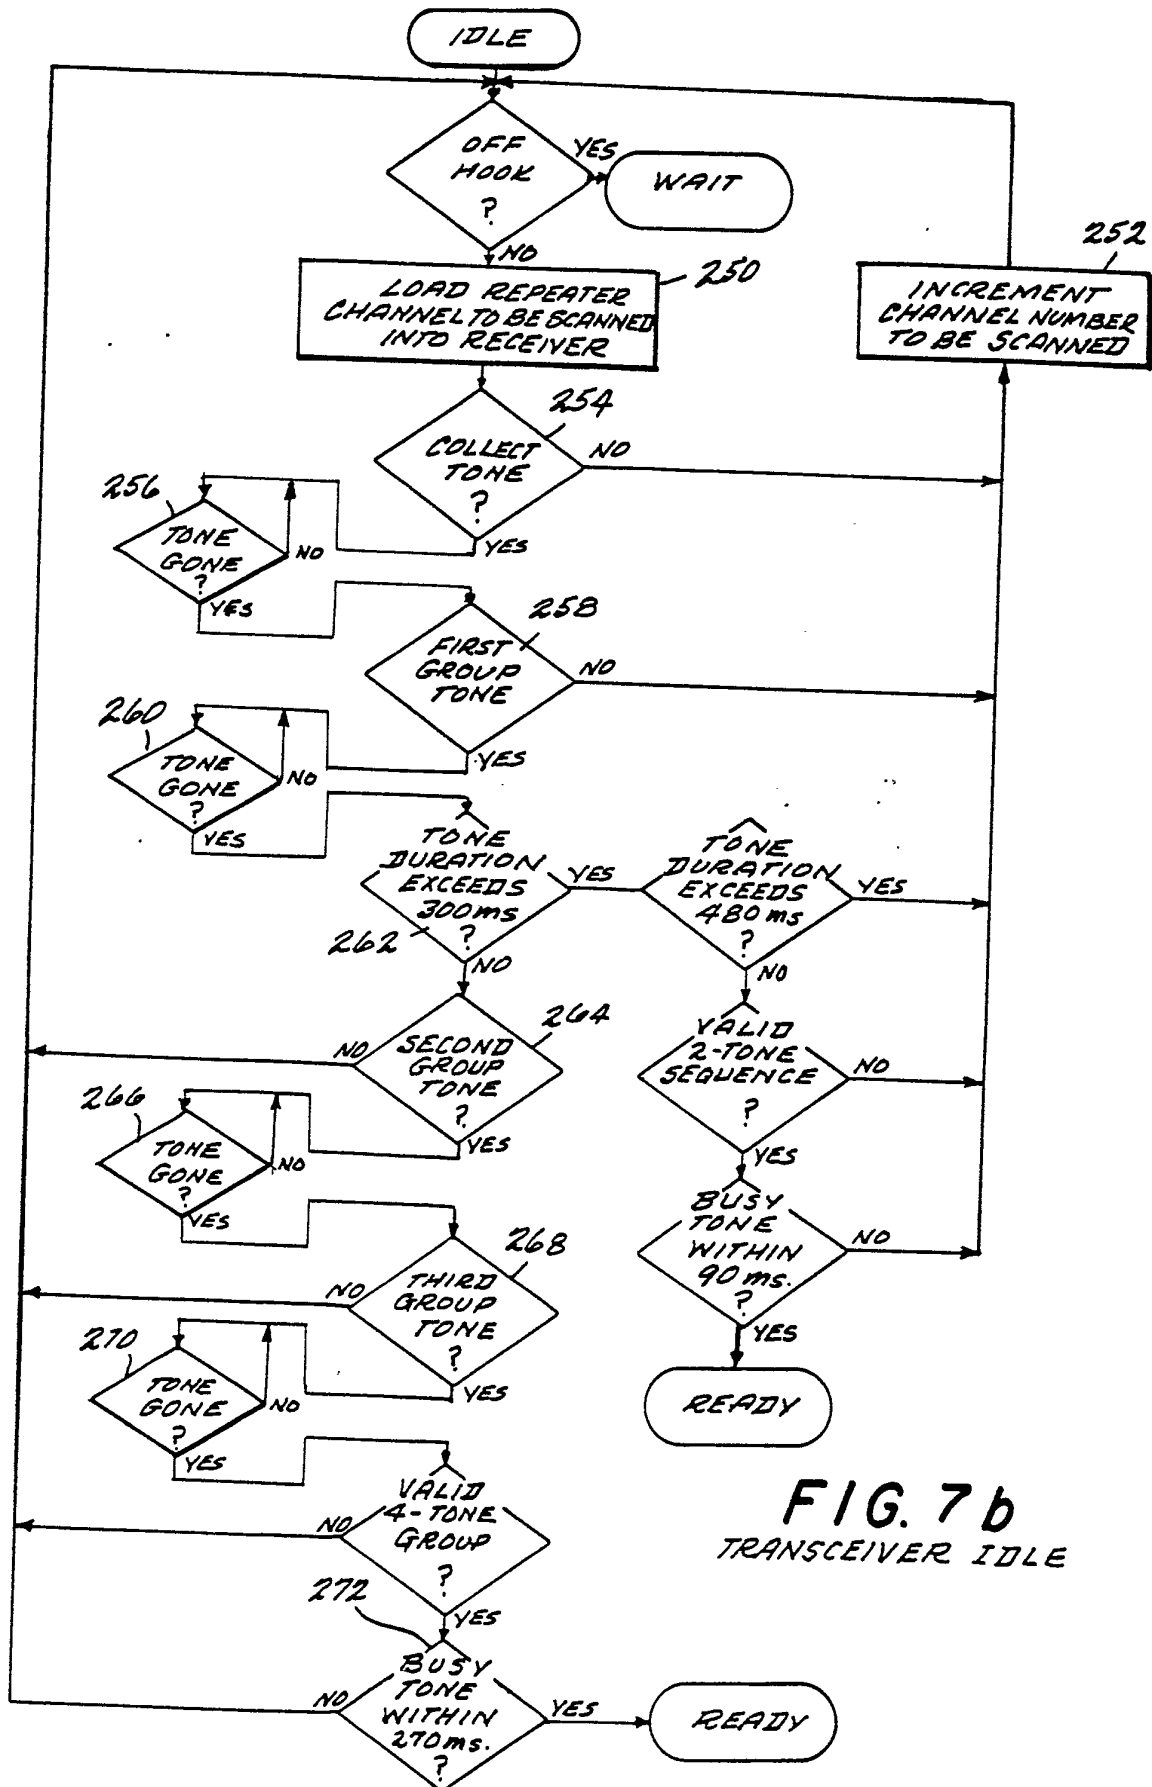 IDLE
OFF
HOOK
?
YES
WAIT
NO
250
LOAD REPEATER
CHANNEL TO BE SCANNED
INTO RECEIVER
252
INCREMENT
CHANNEL NUMBER
TO BE SCANNED
254
COLLECT
TONE
?
NO
YES
256
TONE
GONE
?
NO
YES
258
FIRST
GROUP
TONE
NO
YES
260
TONE
GONE
?
NO
YES
TONE
DURATION
EXCEEDS
300ms
?
262
YES
NO
TONE
DURATION
EXCEEDS
480ms
?
YES
NO
264
SECOND
GROUP
TONE
?
NO
YES
VALID
2-TONE
SEQUENCE
?
NO
YES
266
TONE
GONE
?
NO
YES
BUSY
TONE
WITHIN
90 ms.
?
NO
YES
READY
268
THIRD
GROUP
TONE
?
NO
YES
270
TONE
GONE
?
NO
YES
VALID
4-TONE
GROUP
?
NO
YES
272
BUSY
TONE
WITHIN
270ms.
?
NO
YES
READY
FIG. 7b
TRANSCEIVER IDLE